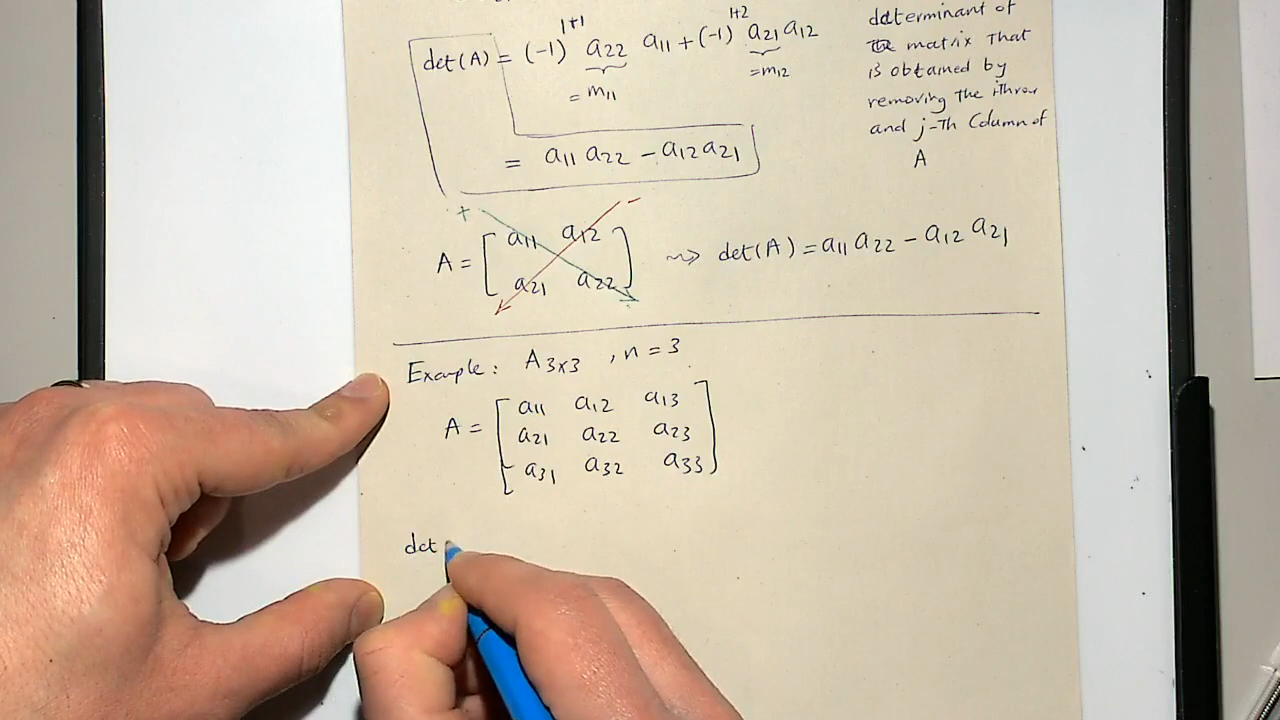 det(A) = (-1)^{1+1} a22 a11 + (-1)^{1+2} a21 a12
= m11
= m12
= a11 a22 - a12 a21
determinant of
the matrix that
is obtained by
removing the i-th row
and j-Th Column of
A
+ -
A = [ a11 a12
a21 a22 ] ⇝ det(A) = a11 a22 - a12 a21
Example: A3x3 , n = 3
A = [ a11 a12 a13
a21 a22 a23
a31 a32 a33 ]
det